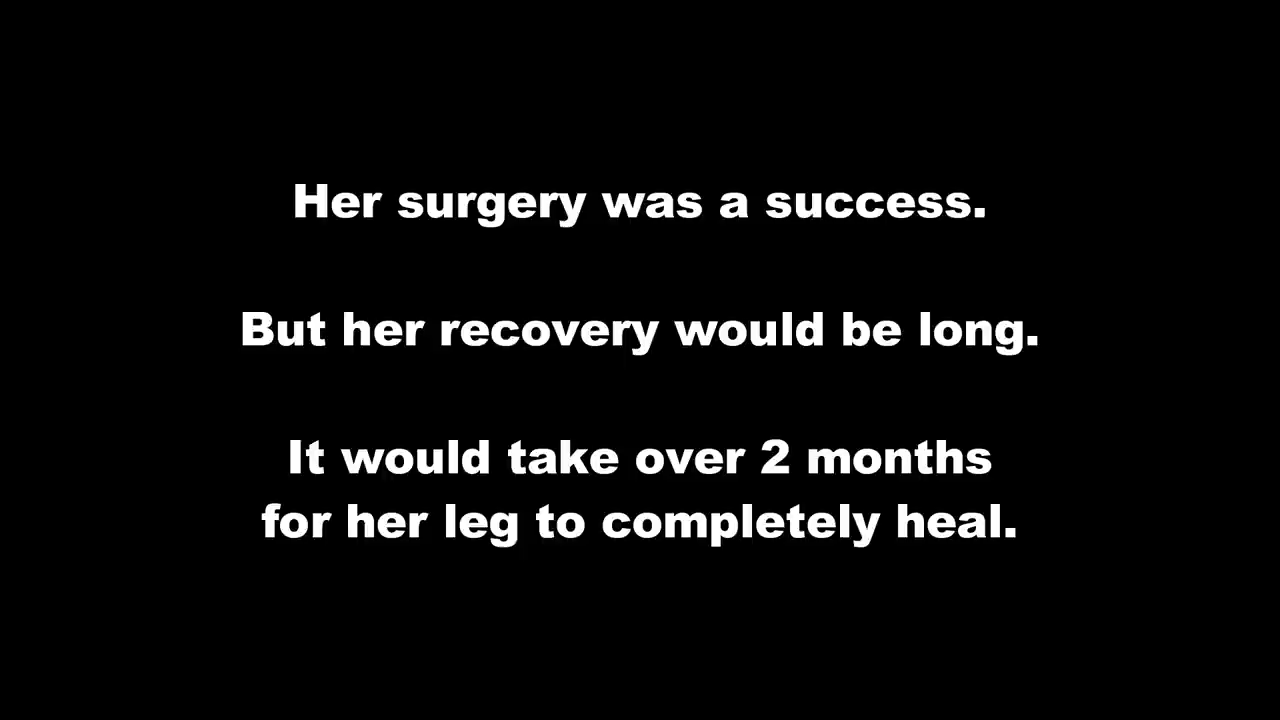 Her surgery was a success.
But her recovery would be long.
It would take over 2 months
for her leg to completely heal.